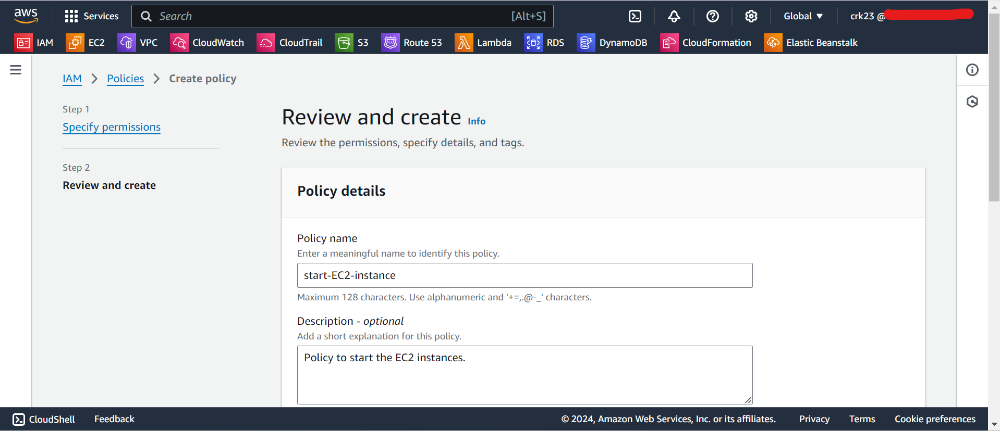 aws Services Search [Alt+S] Global crk23 @
IAM EC2 VPC CloudWatch CloudTrail S3 Route 53 Lambda RDS DynamoDB CloudFormation Elastic Beanstalk
IAM Policies Create policy
Step 1
Specify permissions
Step 2
Review and create
Review and create Info
Review the permissions, specify details, and tags.
Policy details
Policy name
Enter a meaningful name to identify this policy.
start-EC2-instance
Maximum 128 characters. Use alphanumeric and '+=,.@-_' characters.
Description - optional
Add a short explanation for this policy.
Policy to start the EC2 instances.
CloudShell Feedback © 2024, Amazon Web Services, Inc. or its affiliates. Privacy Terms Cookie preferences